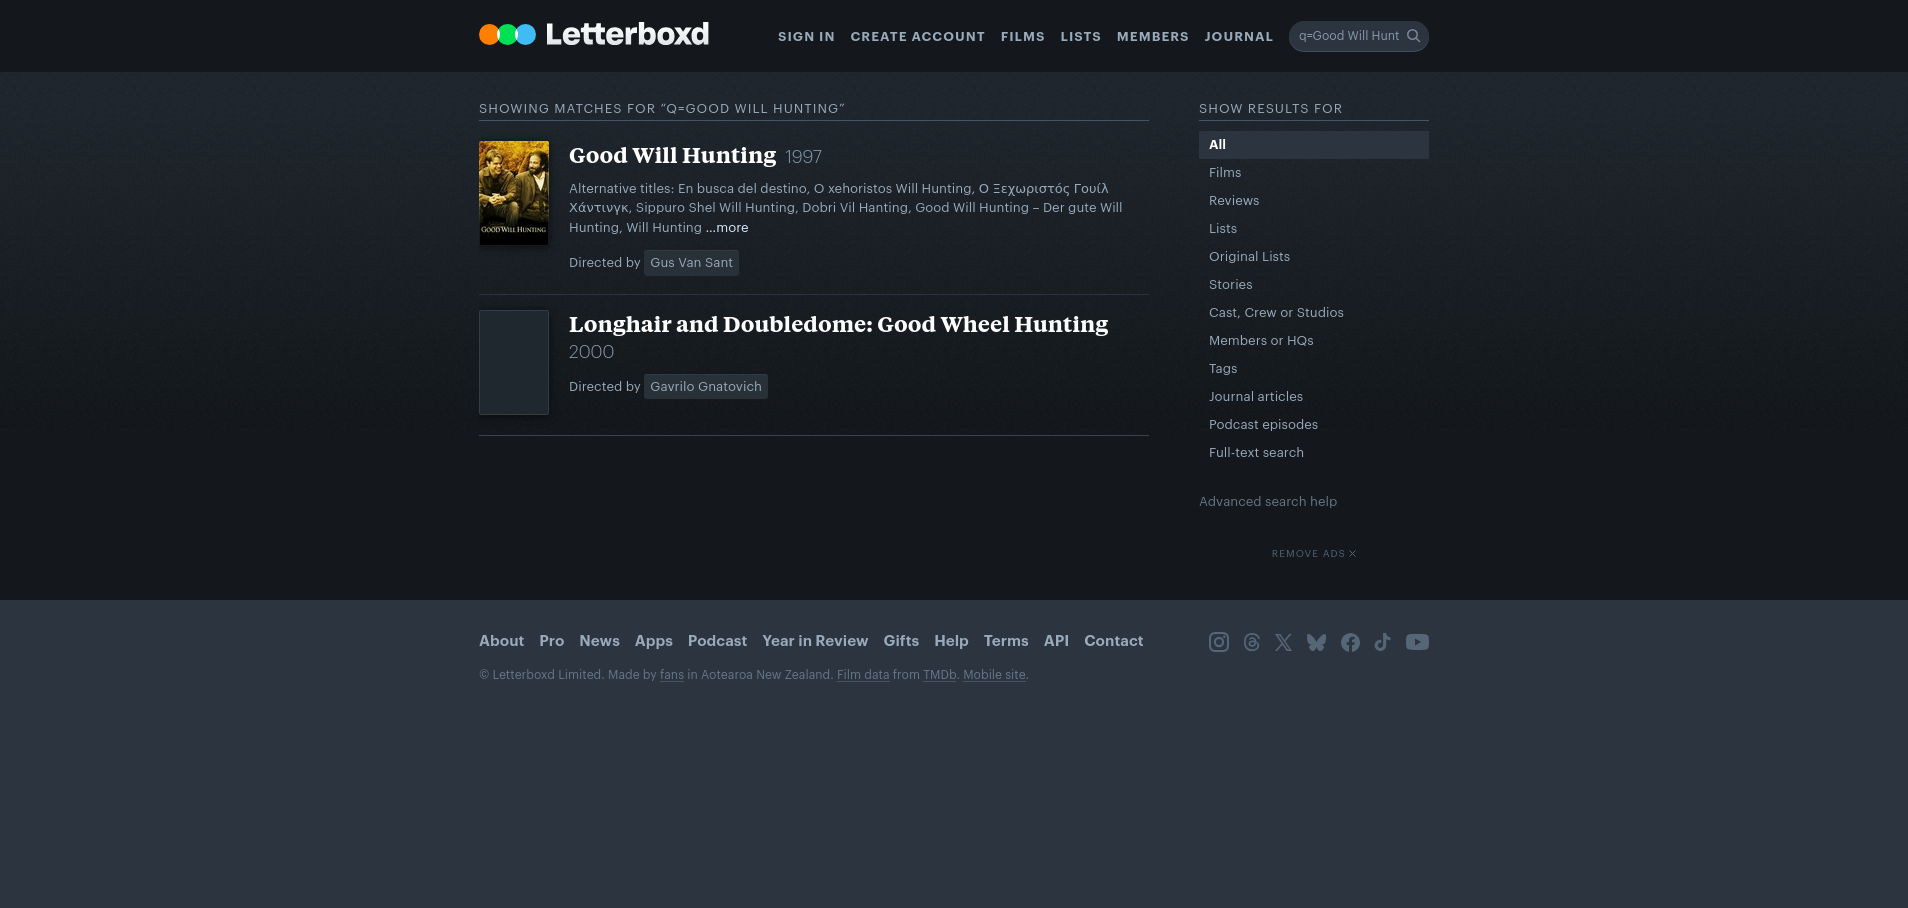 Letterboxd
SIGN IN CREATE ACCOUNT FILMS LISTS MEMBERS JOURNAL q=Good Will Hunt
SHOWING MATCHES FOR “Q=GOOD WILL HUNTING”
GOOD WILL HUNTING
Good Will Hunting 1997
Alternative titles: En busca del destino, O xehoristos Will Hunting, Ο Ξεχωριστός Γουίλ
Χάντινγκ, Sippuro Shel Will Hunting, Dobri Vil Hanting, Good Will Hunting – Der gute Will
Hunting, Will Hunting …more
Directed by Gus Van Sant
Longhair and Doubledome: Good Wheel Hunting
2000
Directed by Gavrilo Gnatovich
SHOW RESULTS FOR
All
Films
Reviews
Lists
Original Lists
Stories
Cast, Crew or Studios
Members or HQs
Tags
Journal articles
Podcast episodes
Full-text search
Advanced search help
REMOVE ADS
About Pro News Apps Podcast Year in Review Gifts Help Terms API Contact
© Letterboxd Limited. Made by fans in Aotearoa New Zealand. Film data from TMDb. Mobile site.